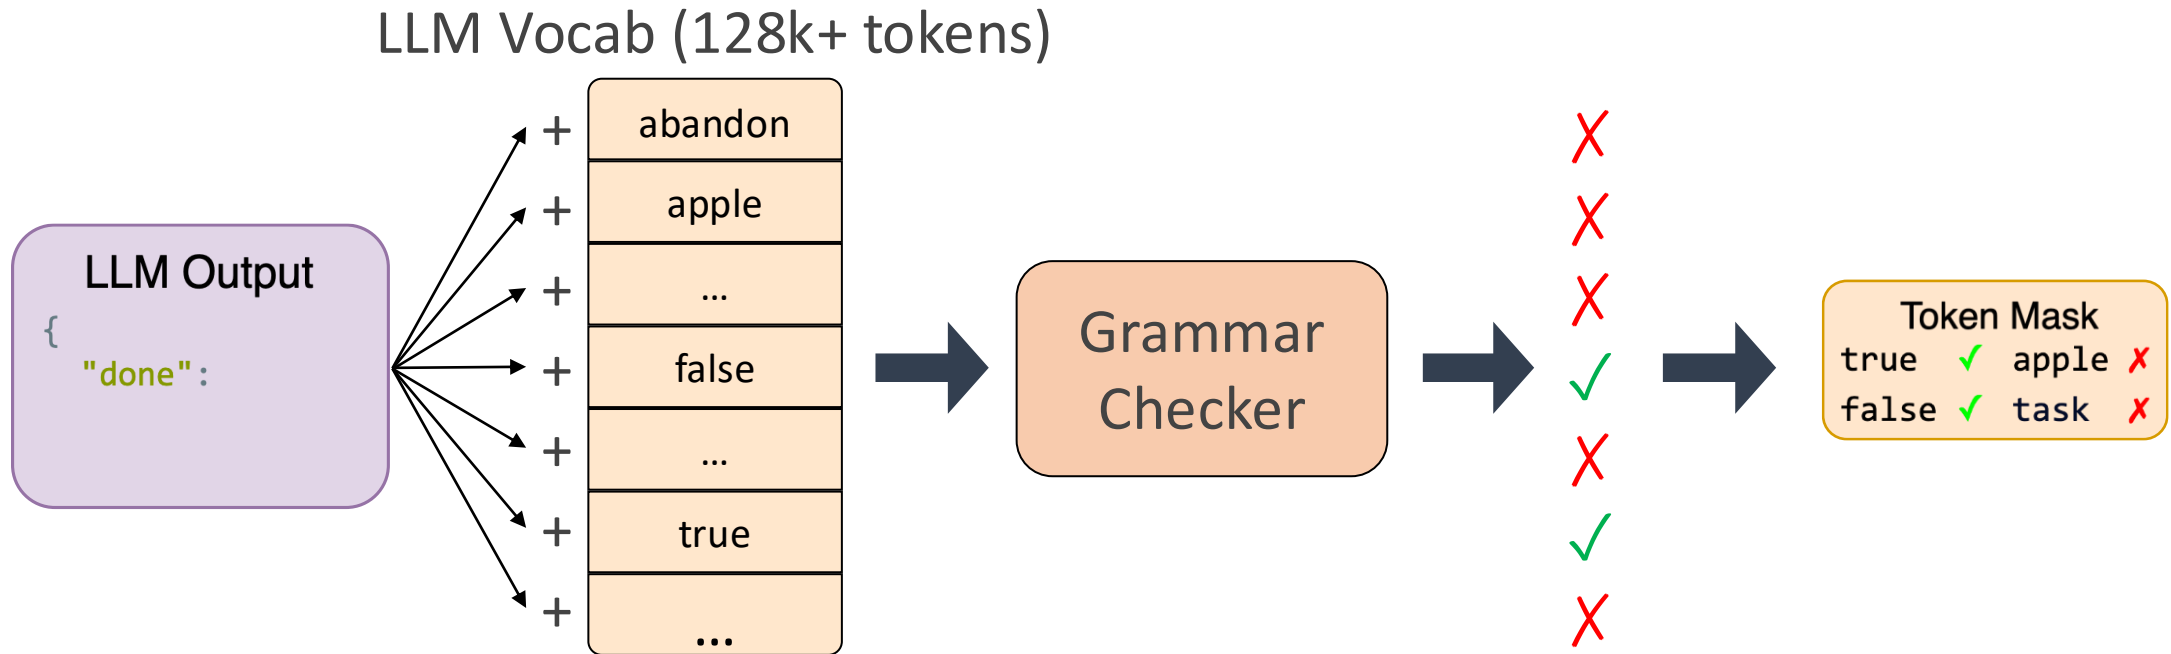 LLM Vocab (128k+ tokens)
LLM Output
{
"done":
+ abandon
+ apple
+ ...
+ false
+ ...
+ true
+ ...
Grammar
Checker
✗
✗
✗
✓
✗
✓
✗
Token Mask
true ✓ apple ✗
false ✓ task ✗